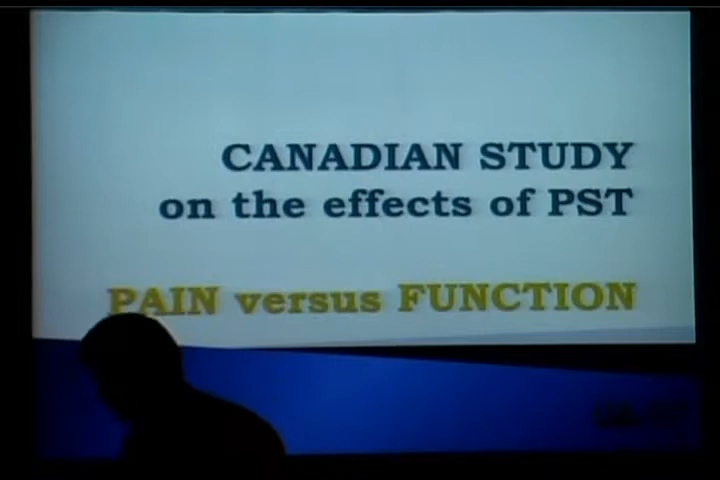 CANADIAN STUDY
on the effects of PST
PAIN versus FUNCTION